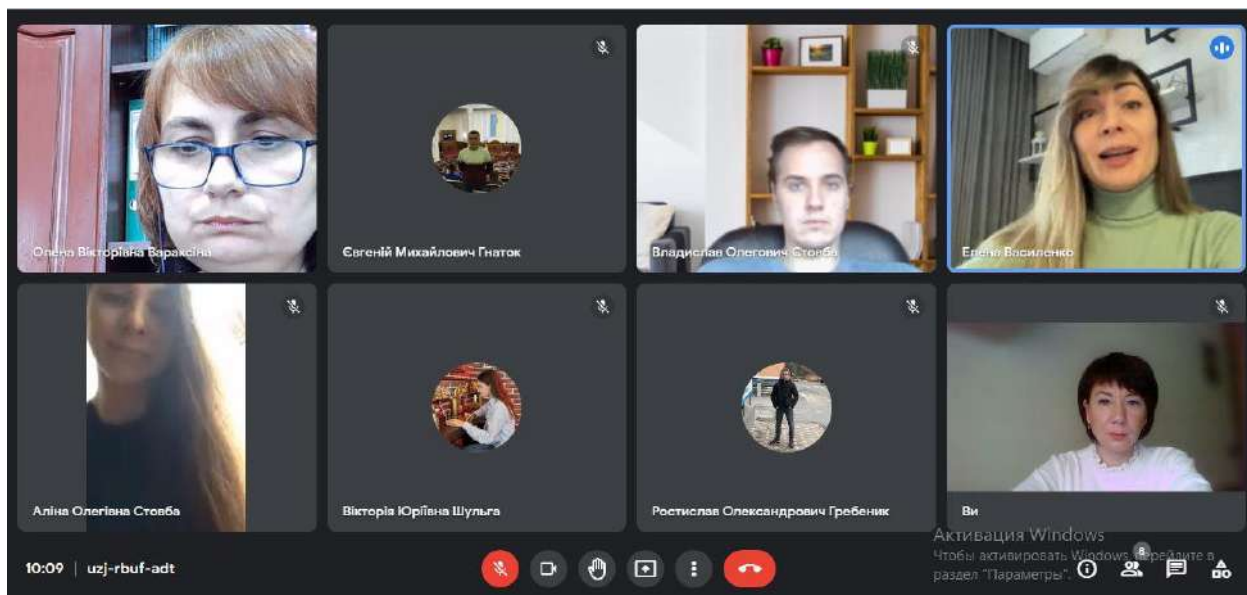 Олена Вікторівна Вараксіна
Євгеній Михайлович Гнаток
Владислав Олегович Стовба
Елена Василенко
Аліна Олегівна Стовба
Вікторія Юріївна Шульга
Ростислав Олександрович Гребеник
Ви
Активация Windows
Чтобы активировать Windows, перейдите в
раздел "Параметры".
8
10:09 | uzj-rbuf-adt